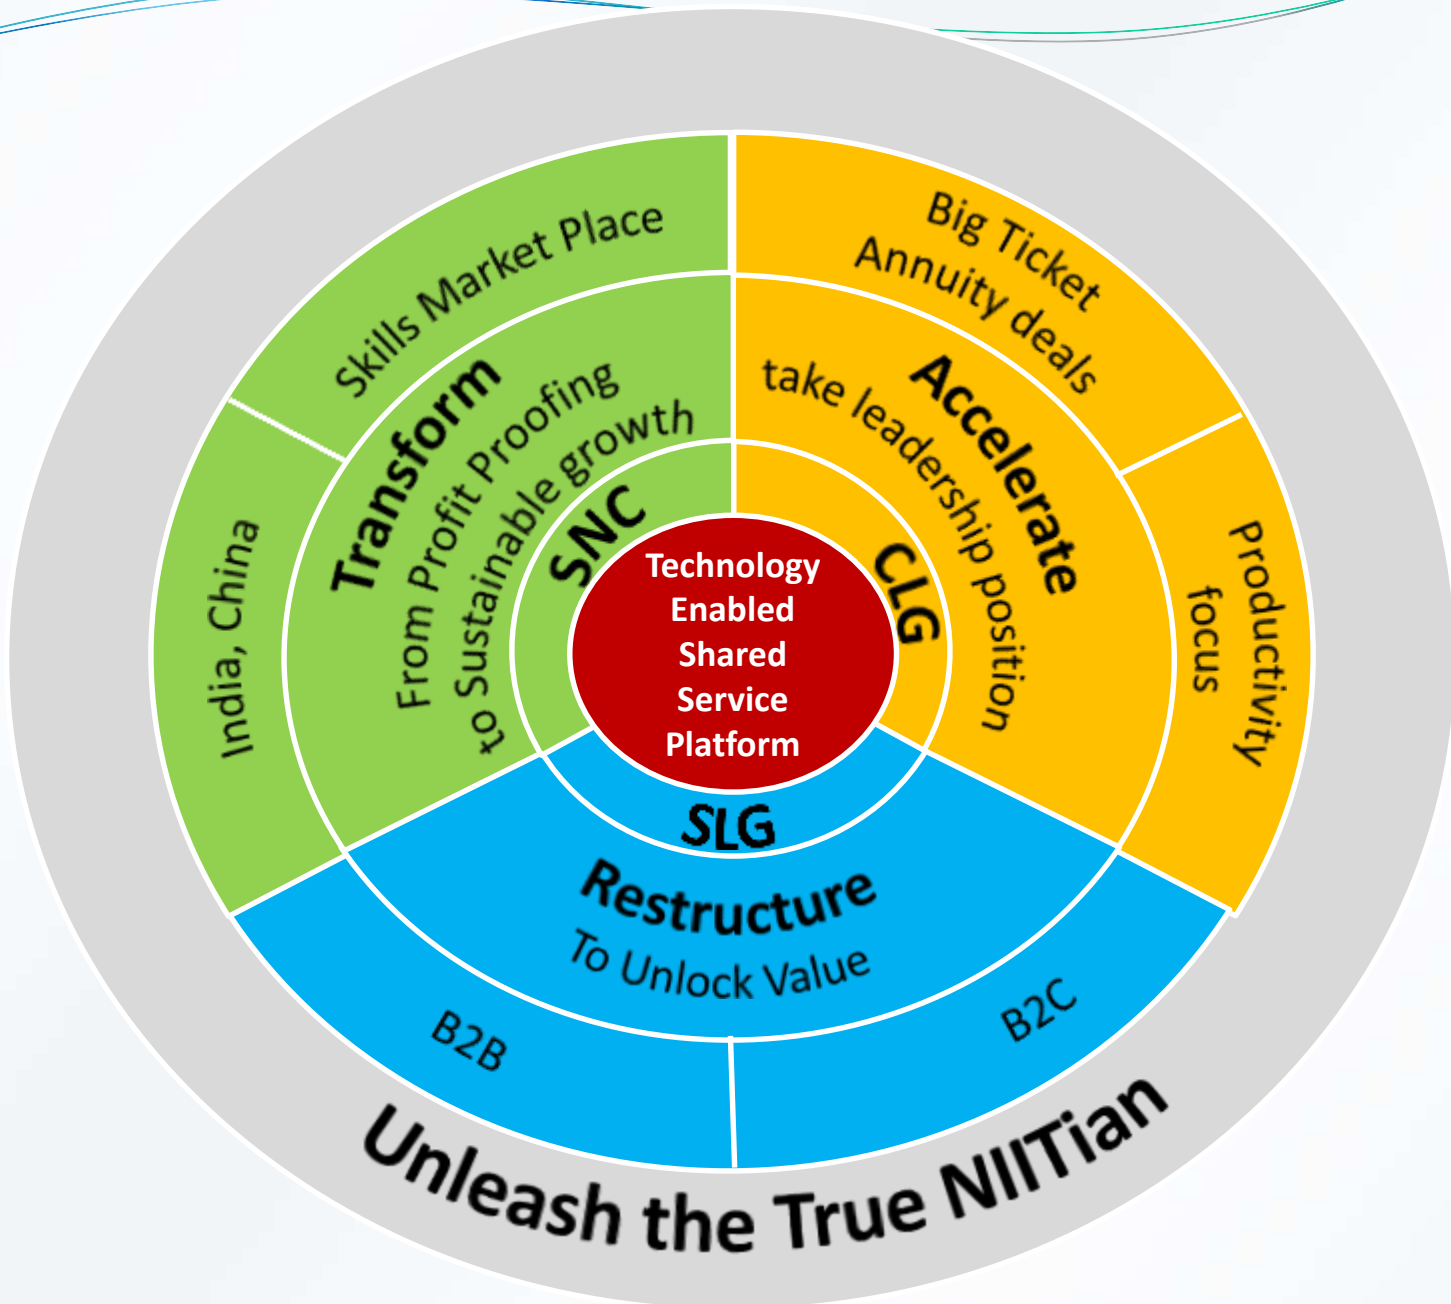 Skills Market Place
India, China
Transform
From Profit Proofing
to Sustainable growth
SNC
Big Ticket
Annuity deals
Productivity
focus
Accelerate
take leadership position
CLG
Technology
Enabled
Shared
Service
Platform
SLG
Restructure
To Unlock Value
B2B
B2C
Unleash the True NIITian